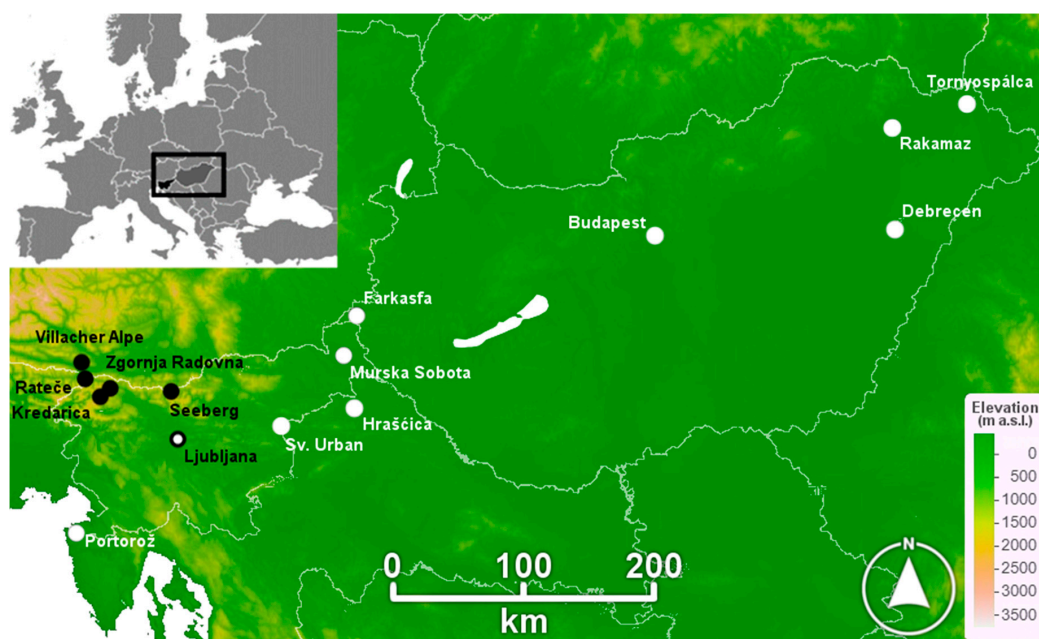 Tornyospálca
Rakamaz
Debrecen
Budapest
Farkasfa
Villacher Alpe
Zgornja Radovna
Murska Sobota
Rateče
Kredarica
Seeberg
Hrašćica
Sv. Urban
Ljubljana
Portorož
0 100 200
km
Elevation
(m a.s.l.)
0
500
1000
1500
2000
2500
3000
3500
N